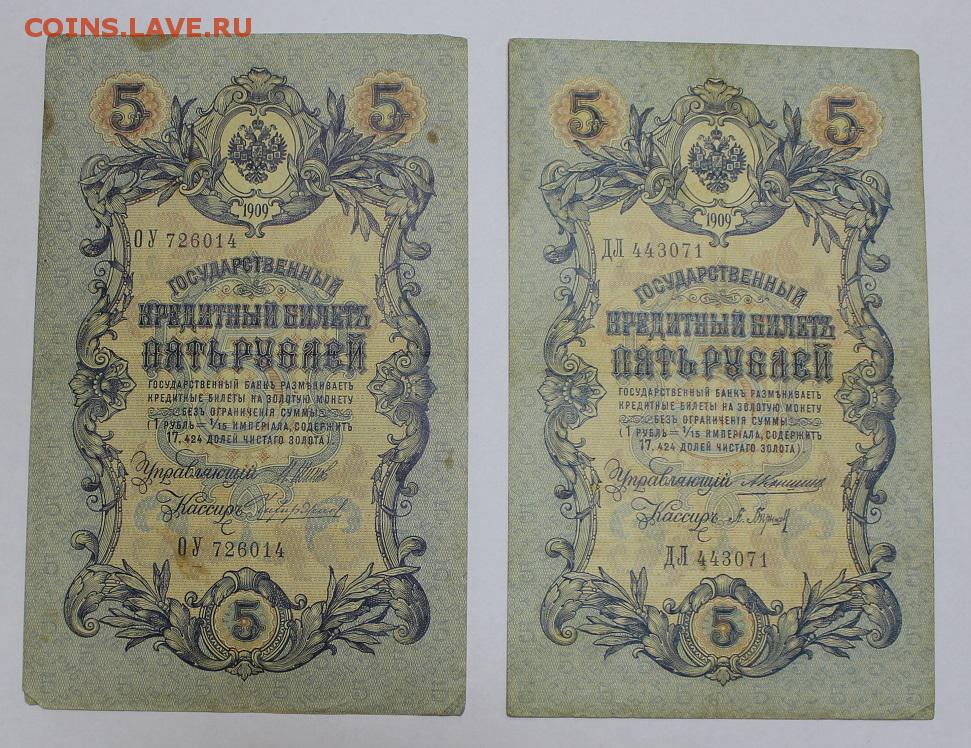 COINS.LAVE.RU
5 5
1909
ОУ 726014
ГОСУДАРСТВЕННЫЙ
КРЕДИТНЫЙ БИЛЕТЪ
ПЯТЬ РУБЛЕЙ
ГОСУДАРСТВЕННЫЙ БАНКЪ РАЗМѢНИВАЕТЪ
КРЕДИТНЫЕ БИЛЕТЫ НА ЗОЛОТУЮ МОНЕТУ
БЕЗЪ ОГРАНИЧЕНІЯ СУММЫ
(1 РУБЛЬ = 1/15 ИМПЕРІАЛА, СОДЕРЖИТЪ
17,424 ДОЛЕЙ ЧИСТАГО ЗОЛОТА).
Управляющій
Кассиръ
ОУ 726014
5
5 5
1909
ДЛ 443071
ГОСУДАРСТВЕННЫЙ
КРЕДИТНЫЙ БИЛЕТЪ
ПЯТЬ РУБЛЕЙ
ГОСУДАРСТВЕННЫЙ БАНКЪ РАЗМѢНИВАЕТЪ
КРЕДИТНЫЕ БИЛЕТЫ НА ЗОЛОТУЮ МОНЕТУ
БЕЗЪ ОГРАНИЧЕНІЯ СУММЫ
(1 РУБЛЬ = 1/15 ИМПЕРІАЛА, СОДЕРЖИТЪ
17,424 ДОЛЕЙ ЧИСТАГО ЗОЛОТА).
Управляющій
Кассиръ
ДЛ 443071
5